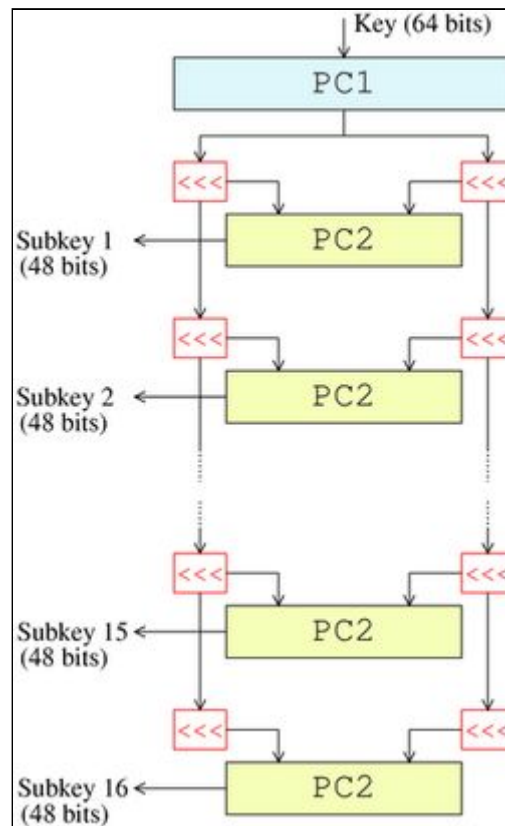 Key (64 bits)
PC1
<<< <<<
Subkey 1
(48 bits)
PC2
<<< <<<
Subkey 2
(48 bits)
PC2
<<< <<<
Subkey 15
(48 bits)
PC2
<<< <<<
Subkey 16
(48 bits)
PC2